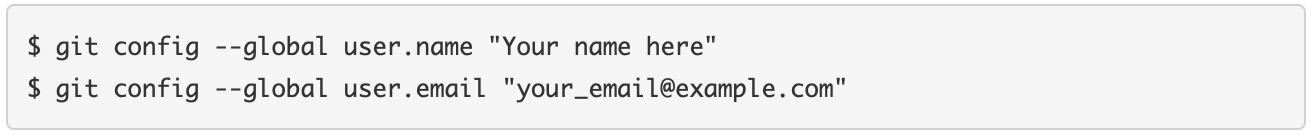 $ git config --global user.name "Your name here"
$ git config --global user.email "your_email@example.com"